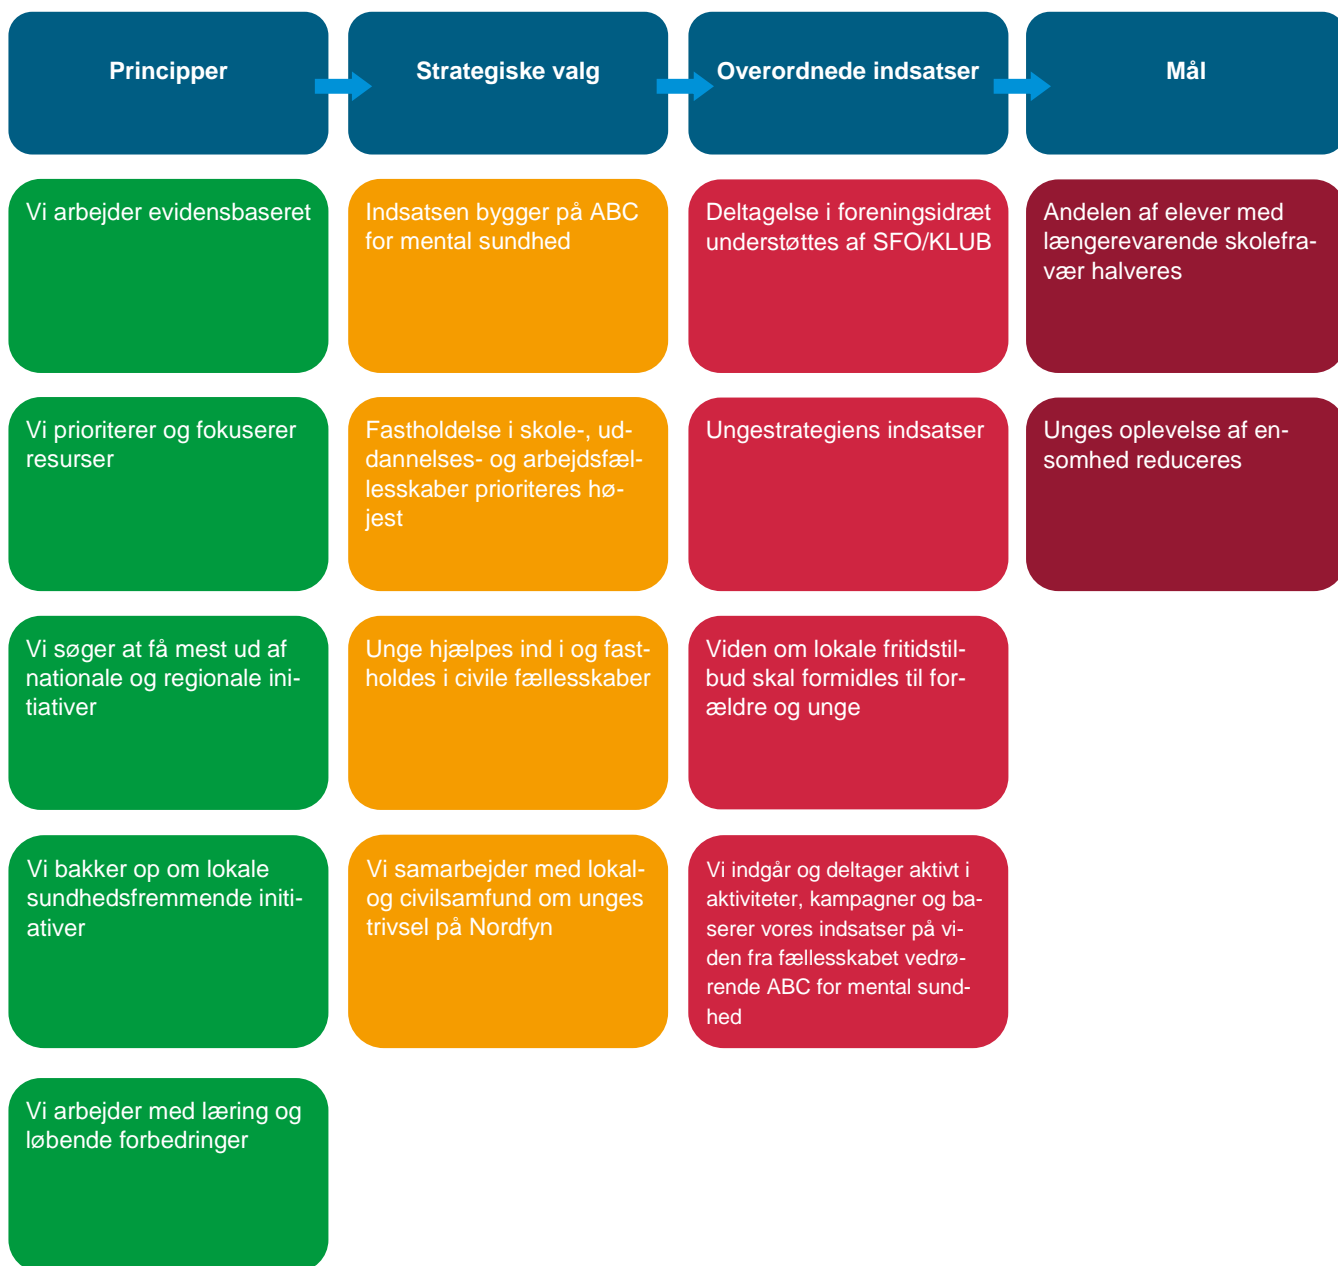 Principper
Strategiske valg
Overordnede indsatser
Mål
Vi arbejder evidensbaseret
Indsatsen bygger på ABC
for mental sundhed
Deltagelse i foreningsidræt
understøttes af SFO/KLUB
Andelen af elever med
længerevarende skolefra-
vær halveres
Vi prioriterer og fokuserer
resurser
Fastholdelse i skole-, ud-
dannelses- og arbejdsfæl-
lesskaber prioriteres hø-
jest
Ungestrategiens indsatser
Unges oplevelse af en-
somhed reduceres
Vi søger at få mest ud af
nationale og regionale ini-
tiativer
Unge hjælpes ind i og fast-
holdes i civile fællesskaber
Viden om lokale fritidstil-
bud skal formidles til for-
ældre og unge
Vi bakker op om lokale
sundhedsfremmende initi-
ativer
Vi samarbejder med lokal-
og civilsamfund om unges
trivsel på Nordfyn
Vi indgår og deltager aktivt i
aktiviteter, kampagner og ba-
serer vores indsatser på vi-
den fra fællesskabet vedrø-
rende ABC for mental sund-
hed
Vi arbejder med læring og
løbende forbedringer